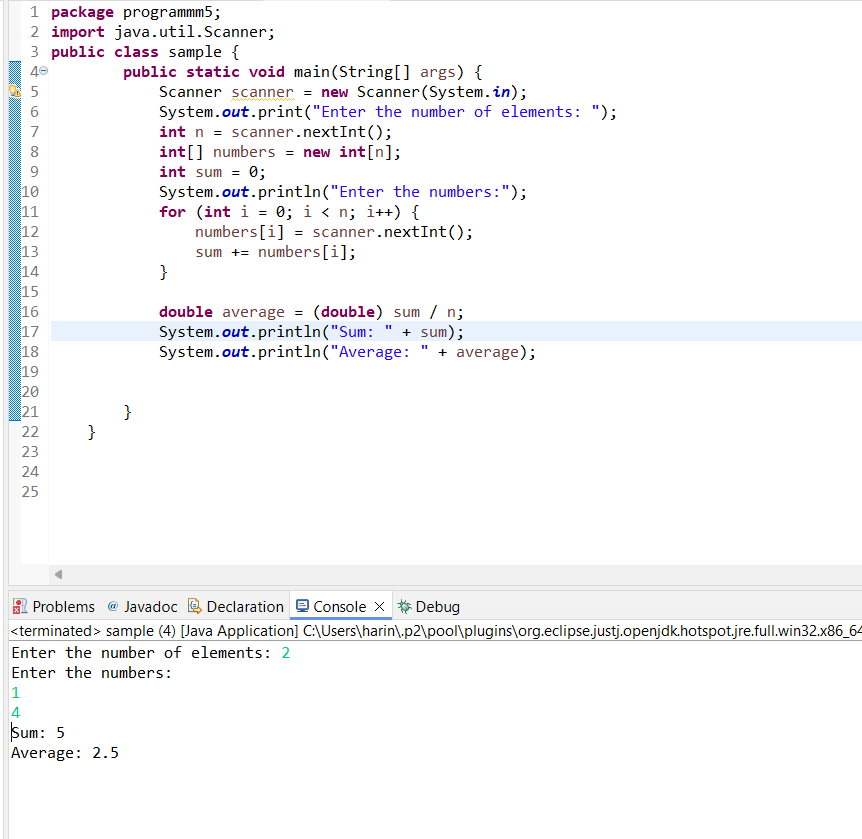 1 package programmm5;
2 import java.util.Scanner;
3 public class sample {
4 public static void main(String[] args) {
5 Scanner scanner = new Scanner(System.in);
6 System.out.print("Enter the number of elements: ");
7 int n = scanner.nextInt();
8 int[] numbers = new int[n];
9 int sum = 0;
10 System.out.println("Enter the numbers:");
11 for (int i = 0; i < n; i++) {
12 numbers[i] = scanner.nextInt();
13 sum += numbers[i];
14 }
15
16 double average = (double) sum / n;
17 System.out.println("Sum: " + sum);
18 System.out.println("Average: " + average);
19
20
21 }
22 }
23
24
25
Problems @ Javadoc Declaration Console × Debug
<terminated> sample (4) [Java Application] C:\Users\harin\.p2\pool\plugins\org.eclipse.justj.openjdk.hotspot.jre.full.win32.x86_64
Enter the number of elements: 2
Enter the numbers:
1
4
Sum: 5
Average: 2.5